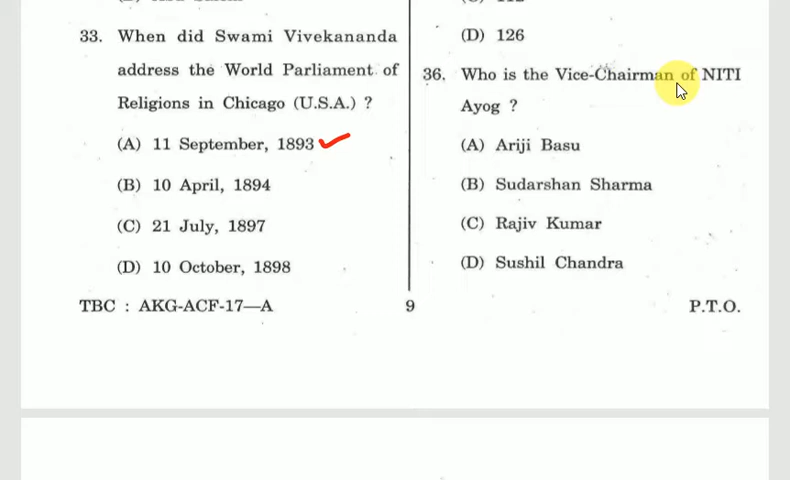 33. When did Swami Vivekananda
address the World Parliament of
Religions in Chicago (U.S.A.) ?
(A) 11 September, 1893
(B) 10 April, 1894
(C) 21 July, 1897
(D) 10 October, 1898
TBC : AKG-ACF-17—A
(D) 126
36. Who is the Vice-Chairman of NITI
Ayog ?
(A) Ariji Basu
(B) Sudarshan Sharma
(C) Rajiv Kumar
(D) Sushil Chandra
9
P.T.O.